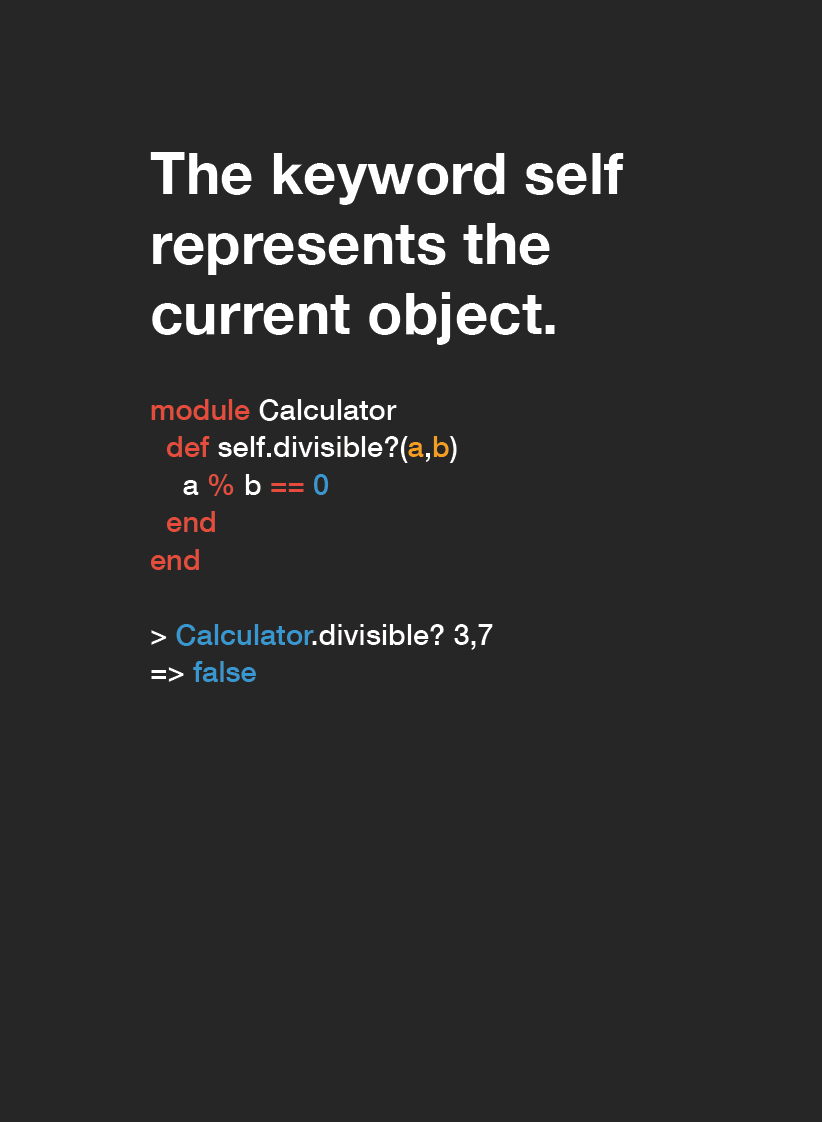 The keyword self
represents the
current object.
module Calculator
  def self.divisible?(a,b)
    a % b == 0
  end
end
> Calculator.divisible? 3,7
=> false